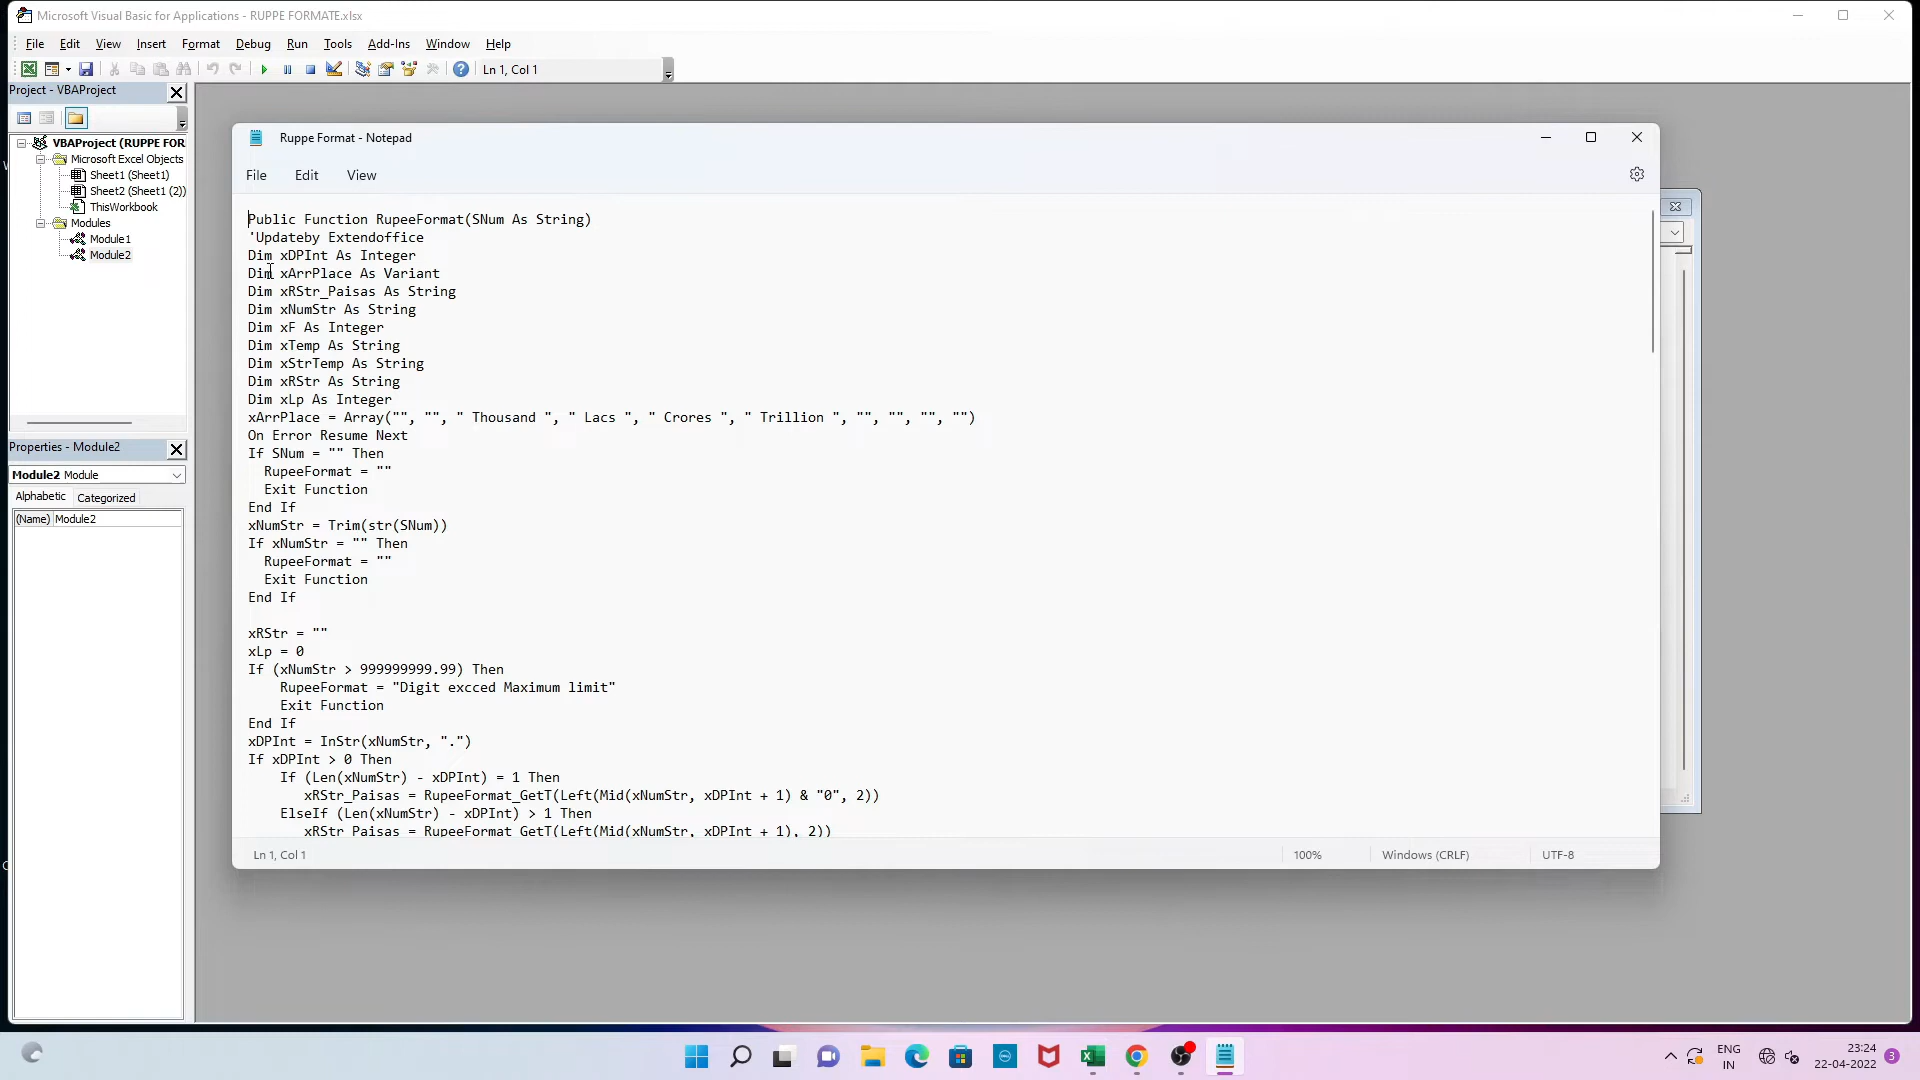 Microsoft Visual Basic for Applications - RUPPE FORMATE.xlsx
File Edit View Insert Format Debug Run Tools Add-Ins Window Help
Ln 1, Col 1
Project - VBAProject
VBAProject (RUPPE FOR
Microsoft Excel Objects
Sheet1 (Sheet1)
Sheet2 (Sheet1 (2))
ThisWorkbook
Modules
Module1
Module2
Properties - Module2
Module2 Module
Alphabetic Categorized
(Name) Module2
Ruppe Format - Notepad
File Edit View
Public Function RupeeFormat(SNum As String)
'Updateby Extendoffice
Dim xDPInt As Integer
Dim xArrPlace As Variant
Dim xRStr_Paisas As String
Dim xNumStr As String
Dim xF As Integer
Dim xTemp As String
Dim xStrTemp As String
Dim xRStr As String
Dim xLp As Integer
xArrPlace = Array("", "", " Thousand ", " Lacs ", " Crores ", " Trillion ", "", "", "", "")
On Error Resume Next
If SNum = "" Then
RupeeFormat = ""
Exit Function
End If
xNumStr = Trim(str(SNum))
If xNumStr = "" Then
RupeeFormat = ""
Exit Function
End If
xRStr = ""
xLp = 0
If (xNumStr > 999999999.99) Then
RupeeFormat = "Digit excced Maximum limit"
Exit Function
End If
xDPInt = InStr(xNumStr, ".")
If xDPInt > 0 Then
If (Len(xNumStr) - xDPInt) = 1 Then
xRStr_Paisas = RupeeFormat_GetT(Left(Mid(xNumStr, xDPInt + 1) & "0", 2))
ElseIf (Len(xNumStr) - xDPInt) > 1 Then
xRStr_Paisas = RupeeFormat_GetT(Left(Mid(xNumStr, xDPInt + 1), 2))
Ln 1, Col 1
100%
Windows (CRLF)
UTF-8
ENG
IN
23:24
22-04-2022
3